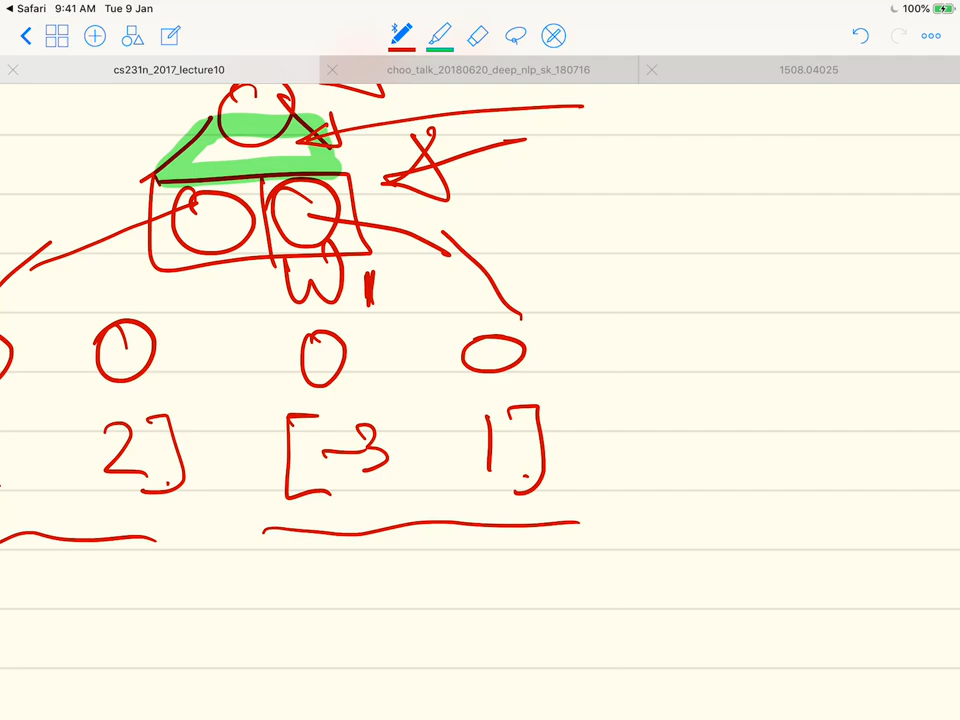 Safari 9:41 AM Tue 9 Jan 100%
cs231n_2017_lecture10 choo_talk_20180620_deep_nlp_sk_180716 1508.04025
W
2] [-3 1]